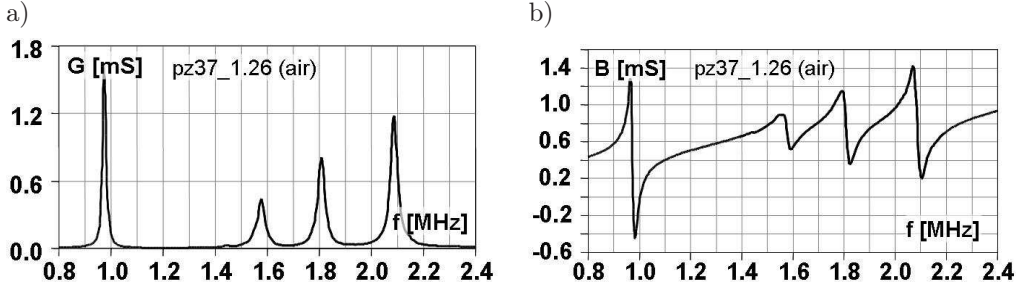 a)
b)
1.8
G [mS]
pz37_1.26 (air)
1.2
0.6
0.0
f [MHz]
0.8 1.0 1.2 1.4 1.6 1.8 2.0 2.2 2.4
B [mS]
pz37_1.26 (air)
1.4
1.0
0.6
0.2
-0.2
-0.6
f [MHz]
0.8 1.0 1.2 1.4 1.6 1.8 2.0 2.2 2.4